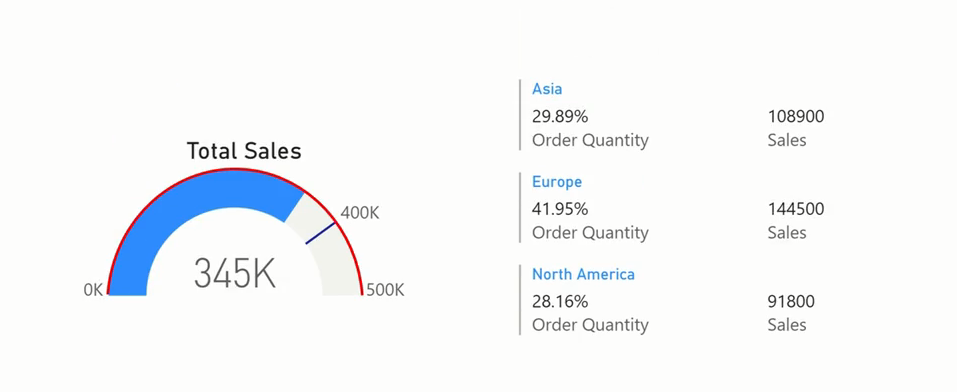 Total Sales
400K
345K
0K
500K
Asia
29.89% 108900
Order Quantity Sales
Europe
41.95% 144500
Order Quantity Sales
North America
28.16% 91800
Order Quantity Sales